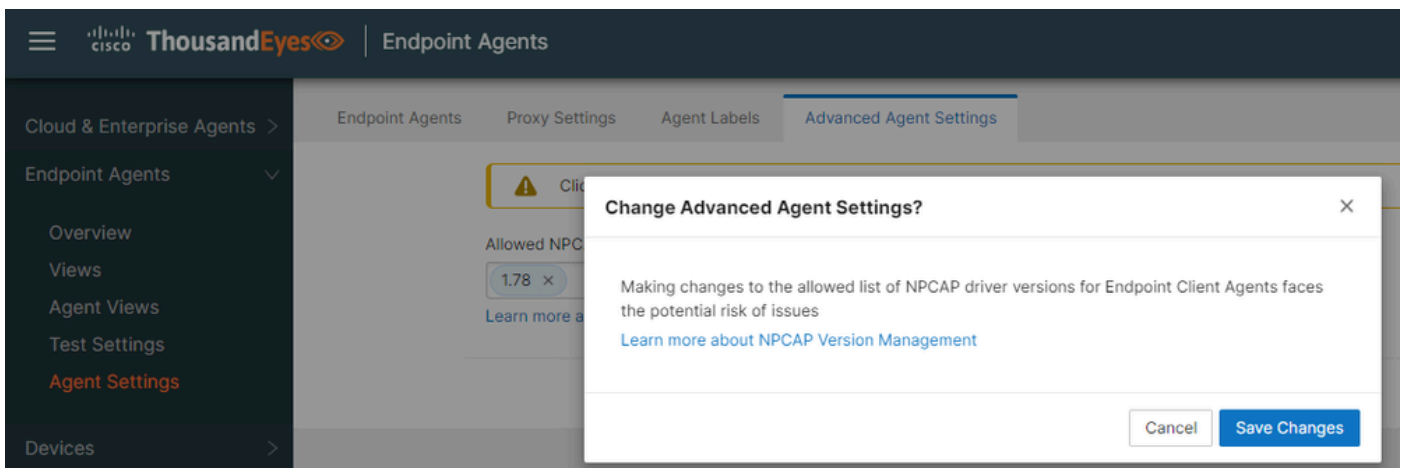 cisco ThousandEyes Endpoint Agents
Cloud & Enterprise Agents >
Endpoint Agents
Overview
Views
Agent Views
Test Settings
Agent Settings
Devices >
Endpoint Agents Proxy Settings Agent Labels Advanced Agent Settings
Allowed NPC
1.78 ×
Learn more a
Change Advanced Agent Settings? ×
Making changes to the allowed list of NPCAP driver versions for Endpoint Client Agents faces
the potential risk of issues
Learn more about NPCAP Version Management
Cancel Save Changes